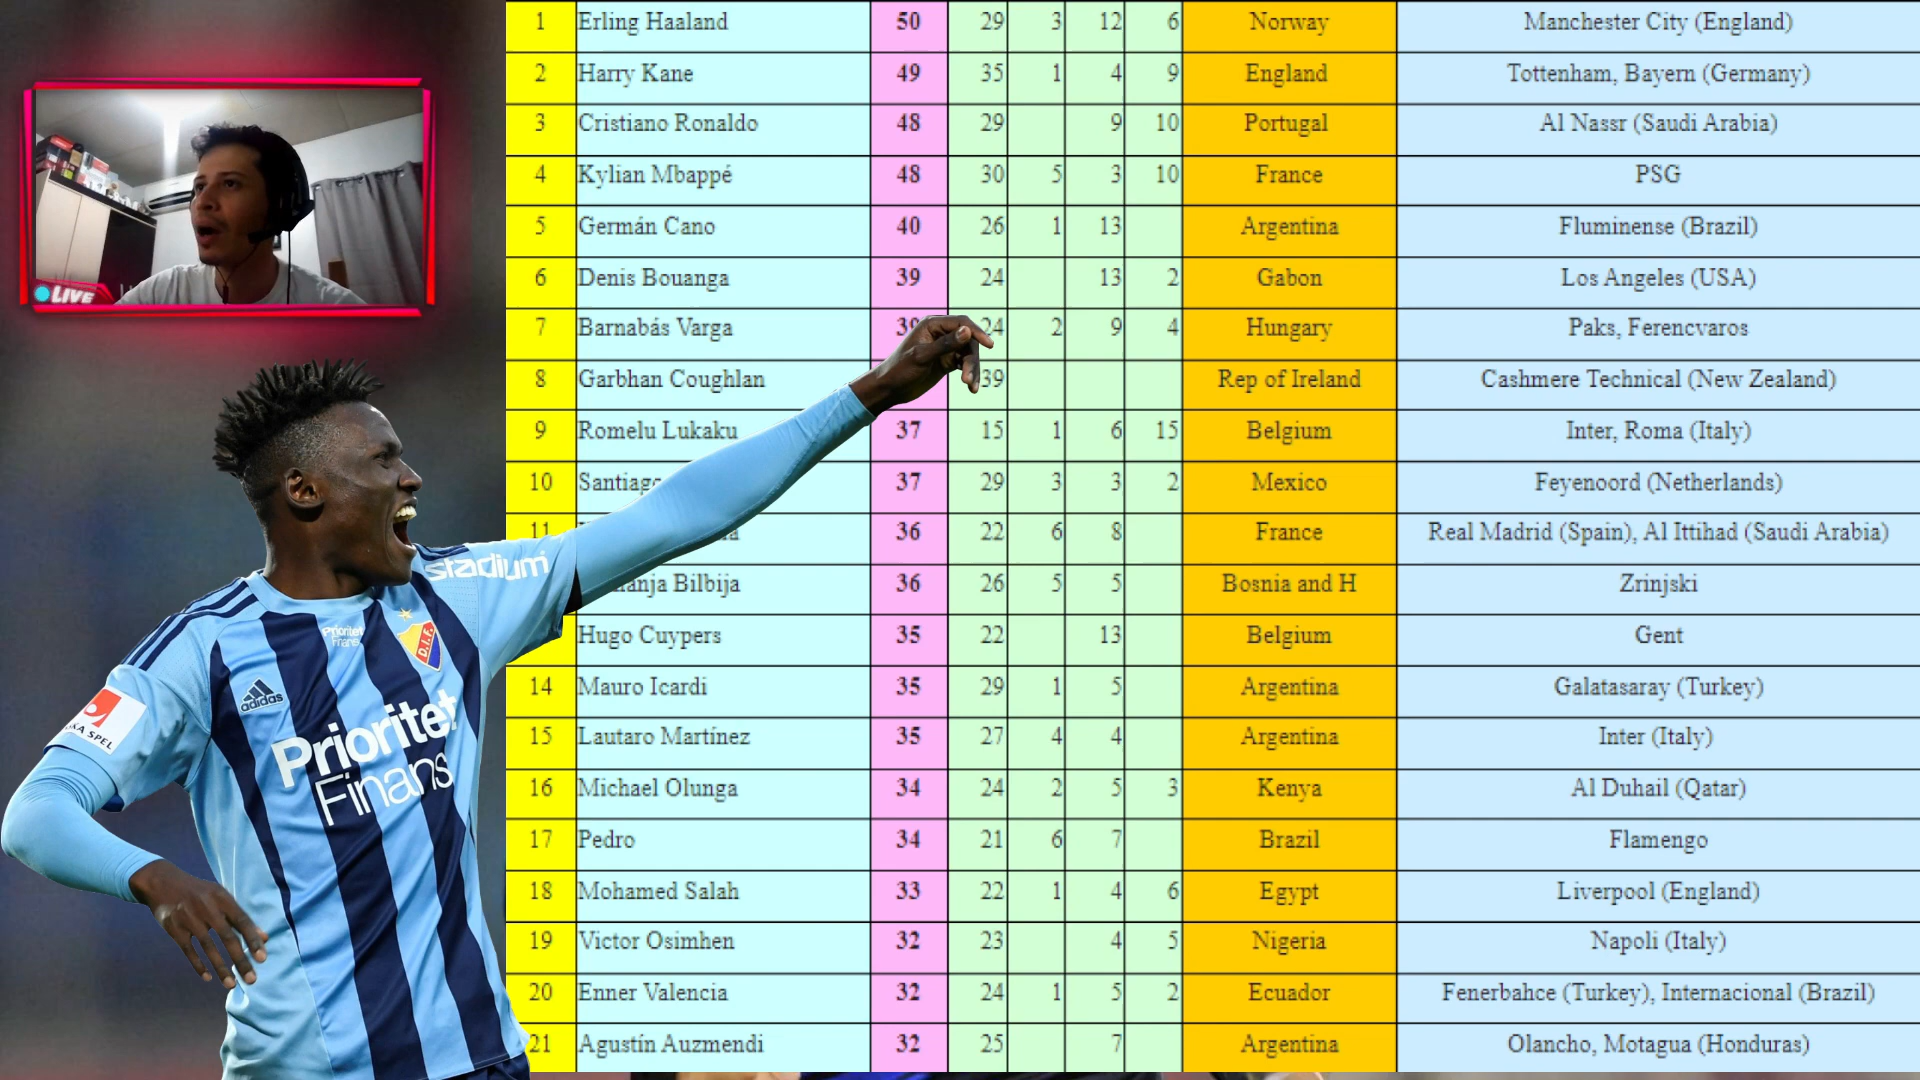 1 Erling Haaland 50 29 3 12 6 Norway Manchester City (England)
2 Harry Kane 49 35 1 4 9 England Tottenham, Bayern (Germany)
3 Cristiano Ronaldo 48 29 9 10 Portugal Al Nassr (Saudi Arabia)
4 Kylian Mbappé 48 30 5 3 10 France PSG
5 Germán Cano 40 26 1 13 Argentina Fluminense (Brazil)
6 Denis Bouanga 39 24 13 2 Gabon Los Angeles (USA)
7 Barnabás Varga 39 24 2 9 4 Hungary Paks, Ferencvaros
8 Garbhan Coughlan 39 Rep of Ireland Cashmere Technical (New Zealand)
9 Romelu Lukaku 37 15 1 6 15 Belgium Inter, Roma (Italy)
10 Santiago 37 29 3 3 2 Mexico Feyenoord (Netherlands)
11 36 22 6 8 France Real Madrid (Spain), Al Ittihad (Saudi Arabia)
Bilbija 36 26 5 5 Bosnia and H Zrinjski
Hugo Cuypers 35 22 13 Belgium Gent
14 Mauro Icardi 35 29 1 5 Argentina Galatasaray (Turkey)
15 Lautaro Martínez 35 27 4 4 Argentina Inter (Italy)
16 Michael Olunga 34 24 2 5 3 Kenya Al Duhail (Qatar)
17 Pedro 34 21 6 7 Brazil Flamengo
18 Mohamed Salah 33 22 1 4 6 Egypt Liverpool (England)
19 Victor Osimhen 32 23 4 5 Nigeria Napoli (Italy)
20 Enner Valencia 32 24 1 5 2 Ecuador Fenerbahce (Turkey), Internacional (Brazil)
21 Agustín Auzmendi 32 25 7 Argentina Olancho, Motagua (Honduras)
LIVE
stadium
Prioritet
Finans
D.I.F.
adidas
Prioritet
Finans
SKA SPEL